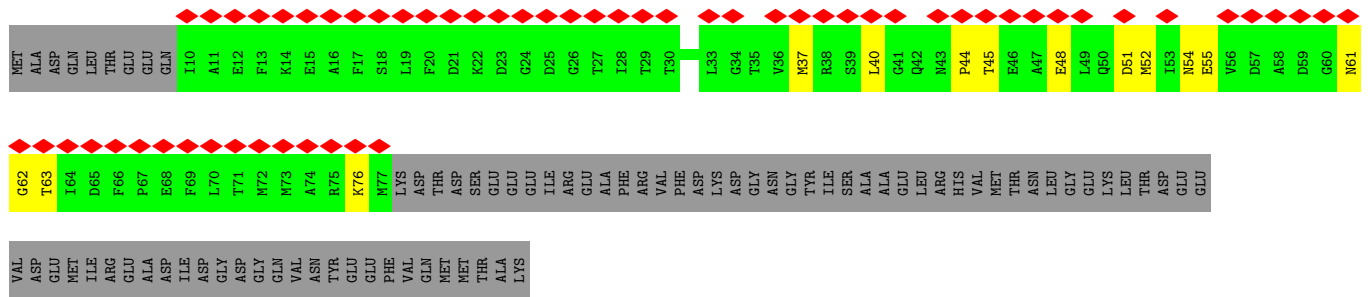 MET ALA ASP GLN LEU THR GLU GLU GLN I10 A11 E12 F13 K14 E15 A16 F17 S18 L19 F20 D21 K22 D23 G24 D25 G26 T27 I28 T29 T30 L33 G34 T35 V36 M37 R38 S39 L40 G41 Q42 N43 P44 T45 E46 A47 E48 L49 Q50 D51 M52 I53 N54 E55 V56 D57 A58 D59 G60 N61
G62 T63 I64 D65 F66 P67 E68 F69 L70 T71 M72 M73 A74 R75 K76 M77 LYS ASP THR ASP SER GLU GLU GLU ILE ARG GLU ALA PHE ARG VAL PHE ASP LYS ASP GLY ASN GLY TYR ILE SER ALA ALA GLU LEU ARG HIS VAL MET THR ASN LEU GLY GLU LYS LEU THR ASP GLU GLU
VAL ASP GLU MET ILE ARG GLU ALA ASP ILE ASP GLY ASP GLY GLN VAL ASN TYR GLU GLU PHE VAL GLN MET MET THR ALA LYS